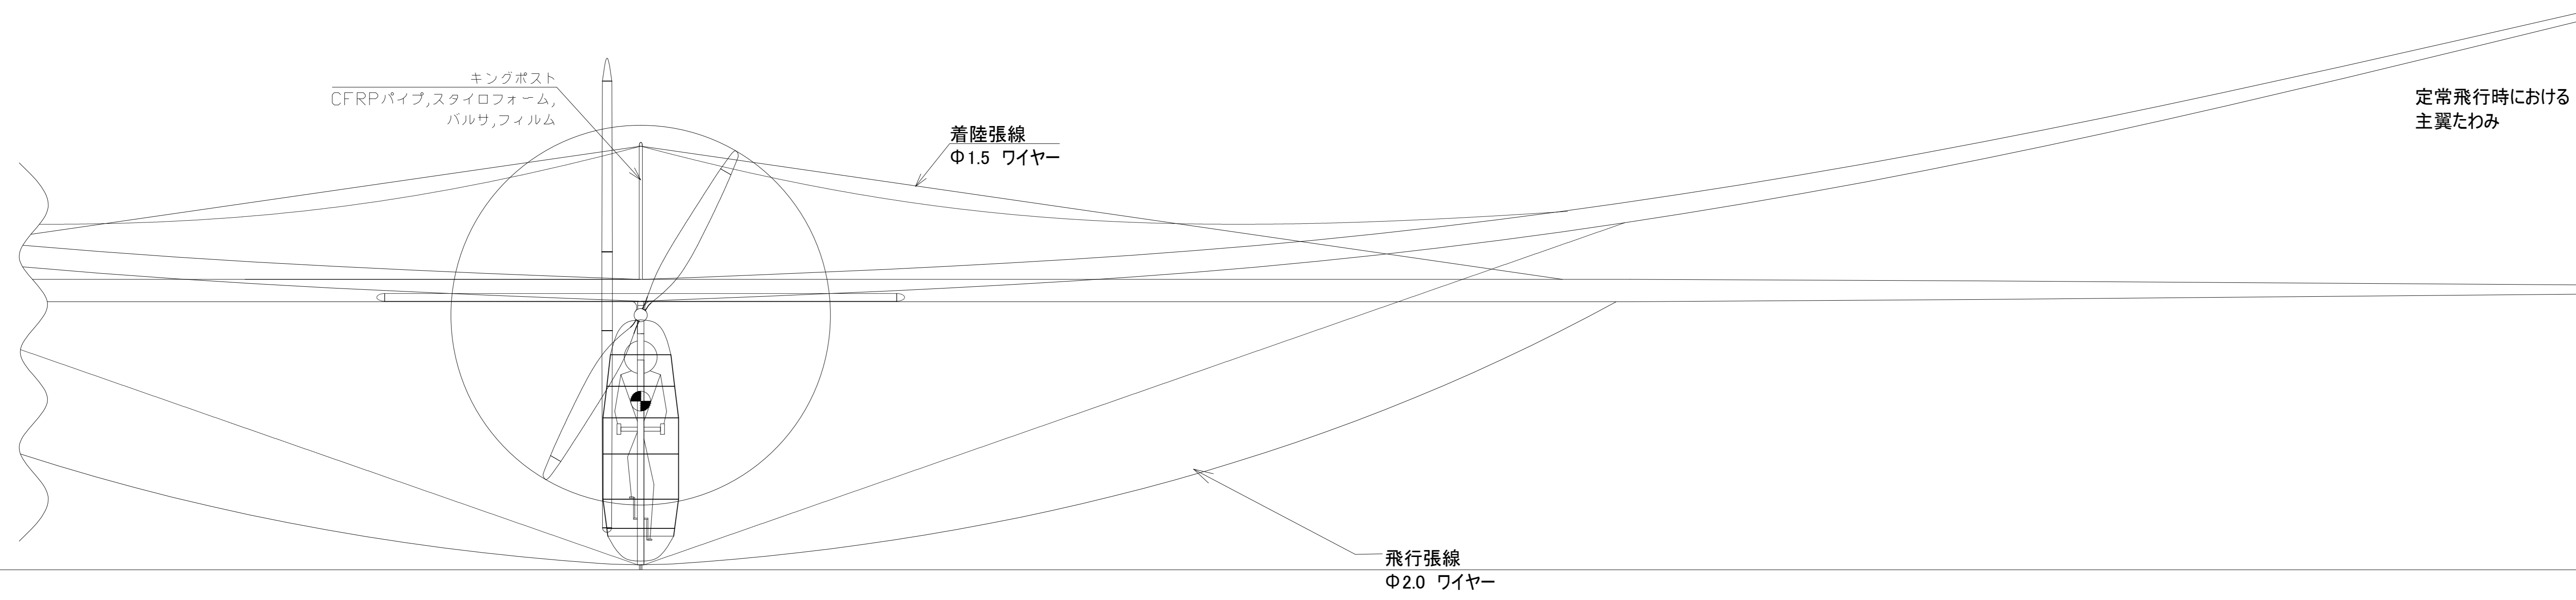 キングポスト
CFRPパイプ,スタイロフォーム,
バルサ,フィルム
着陸張線
Φ1.5 ワイヤー
定常飛行時における
主翼たわみ
飛行張線
Φ2.0 ワイヤー